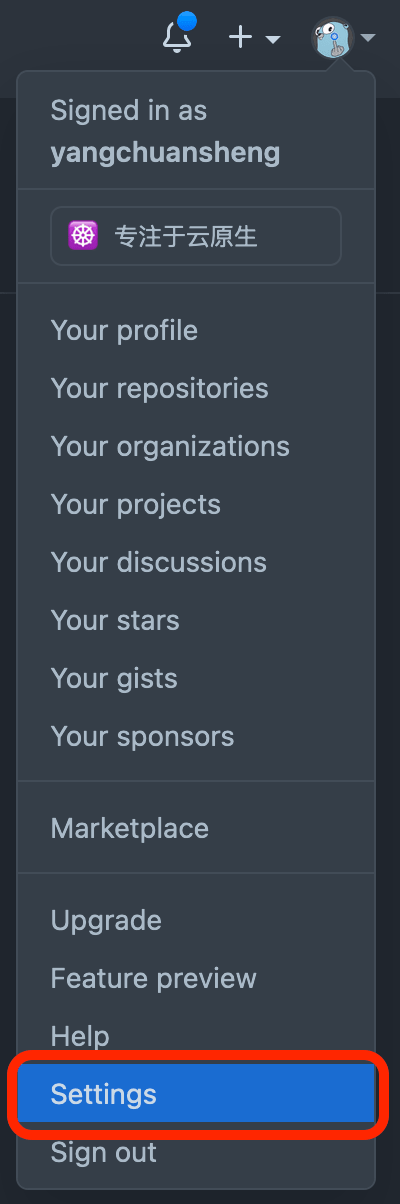 Signed in as
yangchuansheng
专注于云原生
Your profile
Your repositories
Your organizations
Your projects
Your discussions
Your stars
Your gists
Your sponsors
Marketplace
Upgrade
Feature preview
Help
Settings
Sign out